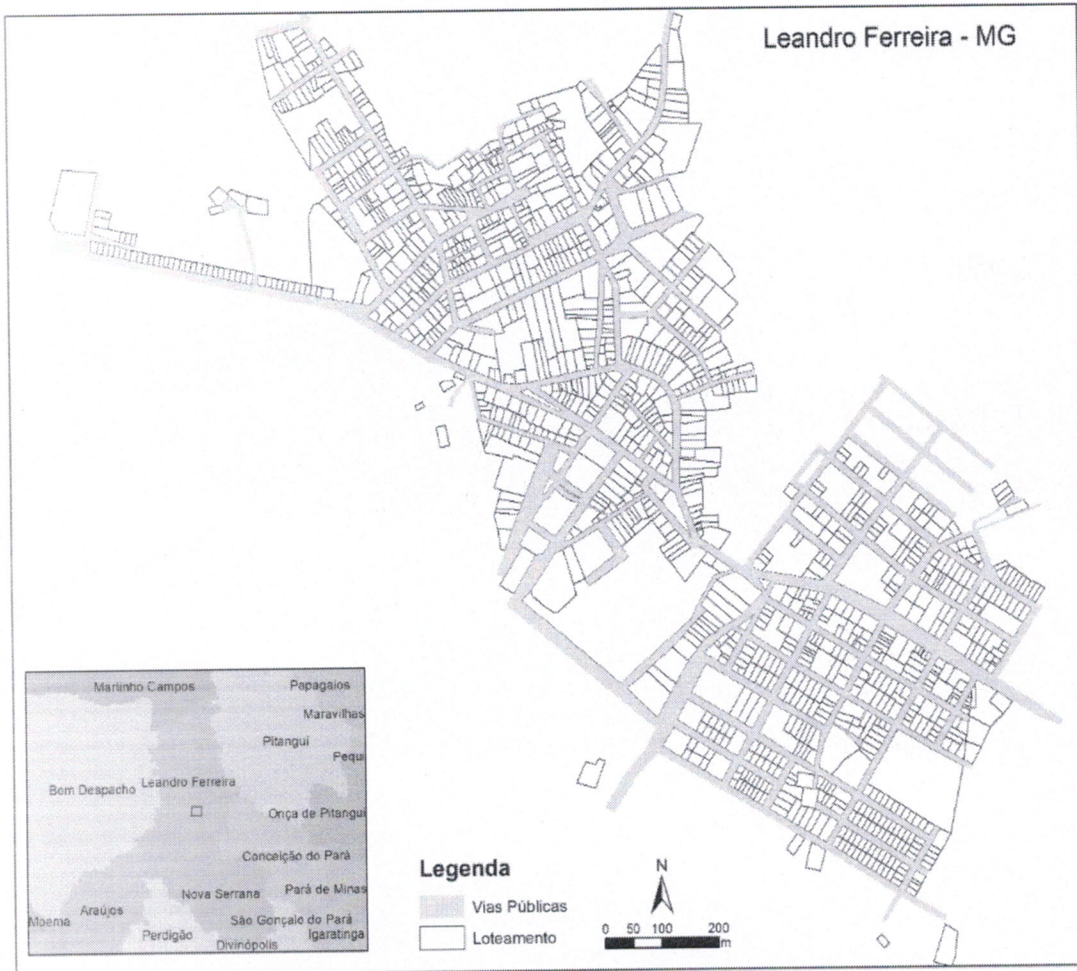 Leandro Ferreira - MG
Martinho Campos
Papagaios
Maravilhas
Pitangui
Pequi
Bom Despacho
Leandro Ferreira
Onça de Pitangui
Conceição do Pará
Nova Serrana
Pará de Minas
Araújos
Moema
São Gonçalo do Pará
Perdigão
Igaratinga
Divinópolis
Legenda
Vias Públicas
Loteamento
N
0 50 100 200
m